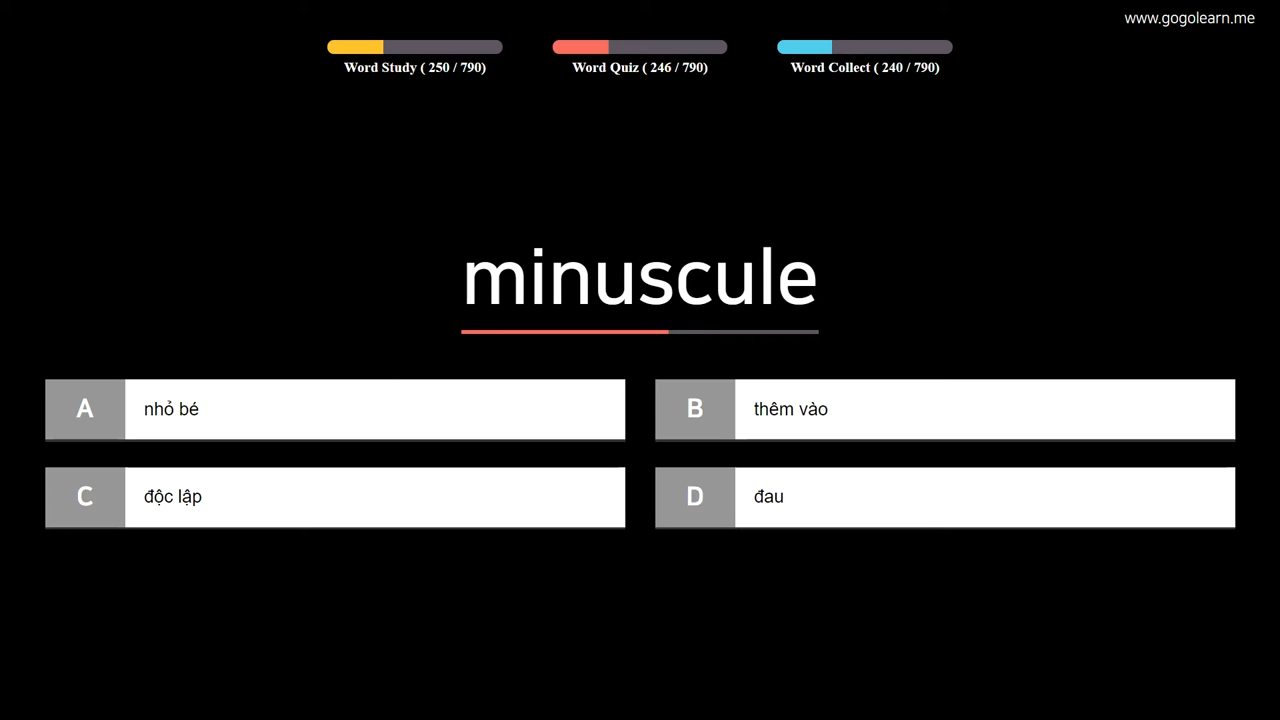 www.gogolearn.me
Word Study ( 250 / 790)
Word Quiz ( 246 / 790)
Word Collect ( 240 / 790)
minuscule
A nhỏ bé
B thêm vào
C độc lập
D đau